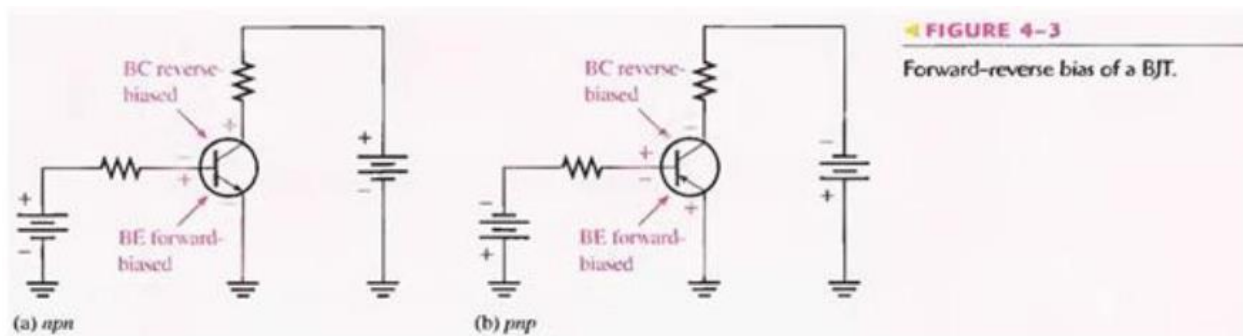 BC reverse-
biased
+
−
+
+
−
+
−
BE forward-
biased
(a) npn
BC reverse-
biased
−
+
−
−
+
−
+
+
BE forward-
biased
(b) pnp
FIGURE 4–3
Forward–reverse bias of a BJT.